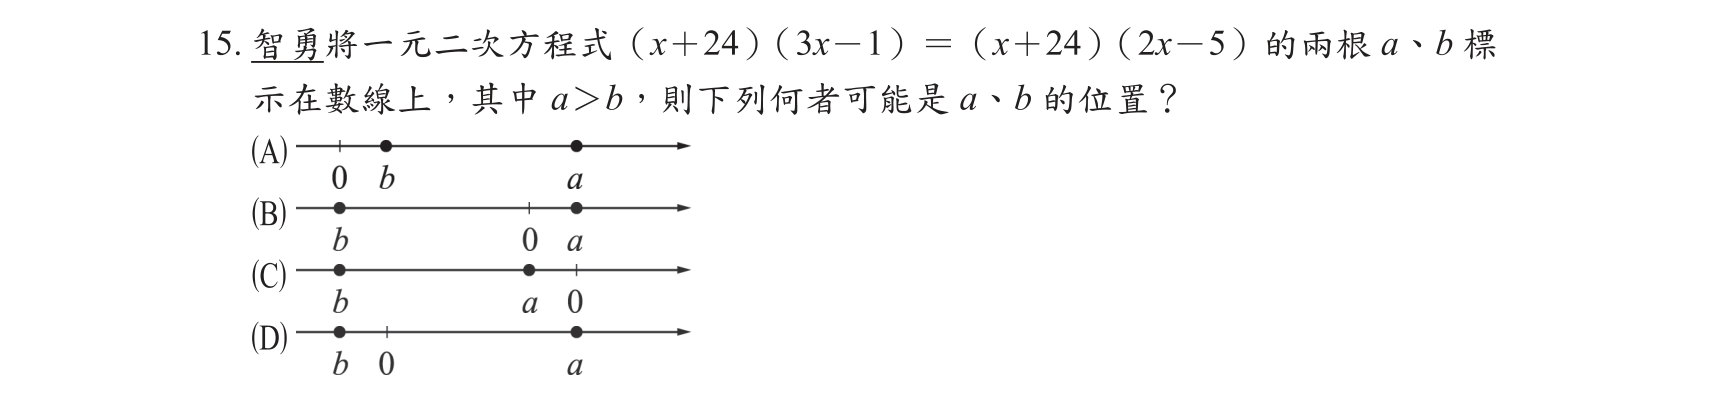 15. 智勇將一元二次方程式（x＋24）（3x－1）＝（x＋24）（2x－5）的兩根 a、b 標
示在數線上，其中 a＞b，則下列何者可能是 a、b 的位置？
(A)
0 b a
(B)
b 0 a
(C)
b a 0
(D)
b 0 a